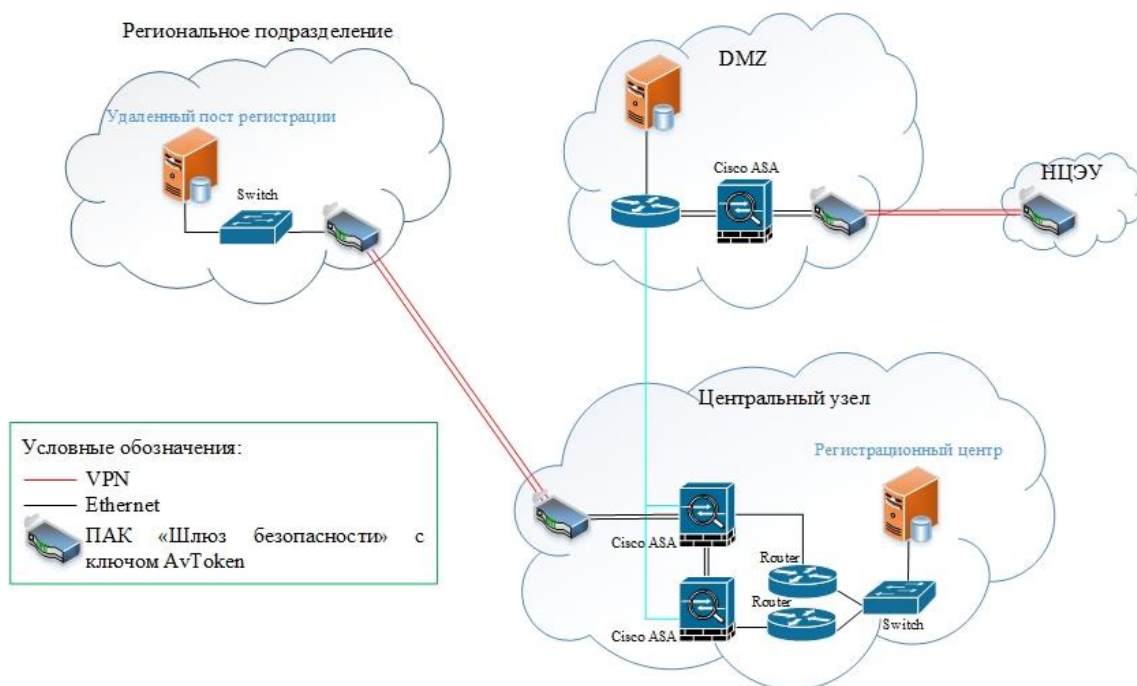 Региональное подразделение
Удаленный пост регистрации
Switch
DMZ
Cisco ASA
НЦЭУ
Центральный узел
Регистрационный центр
Cisco ASA
Router
Router
Cisco ASA
Switch
Условные обозначения:
VPN
Ethernet
ПАК «Шлюз безопасности» с
ключом AvToken